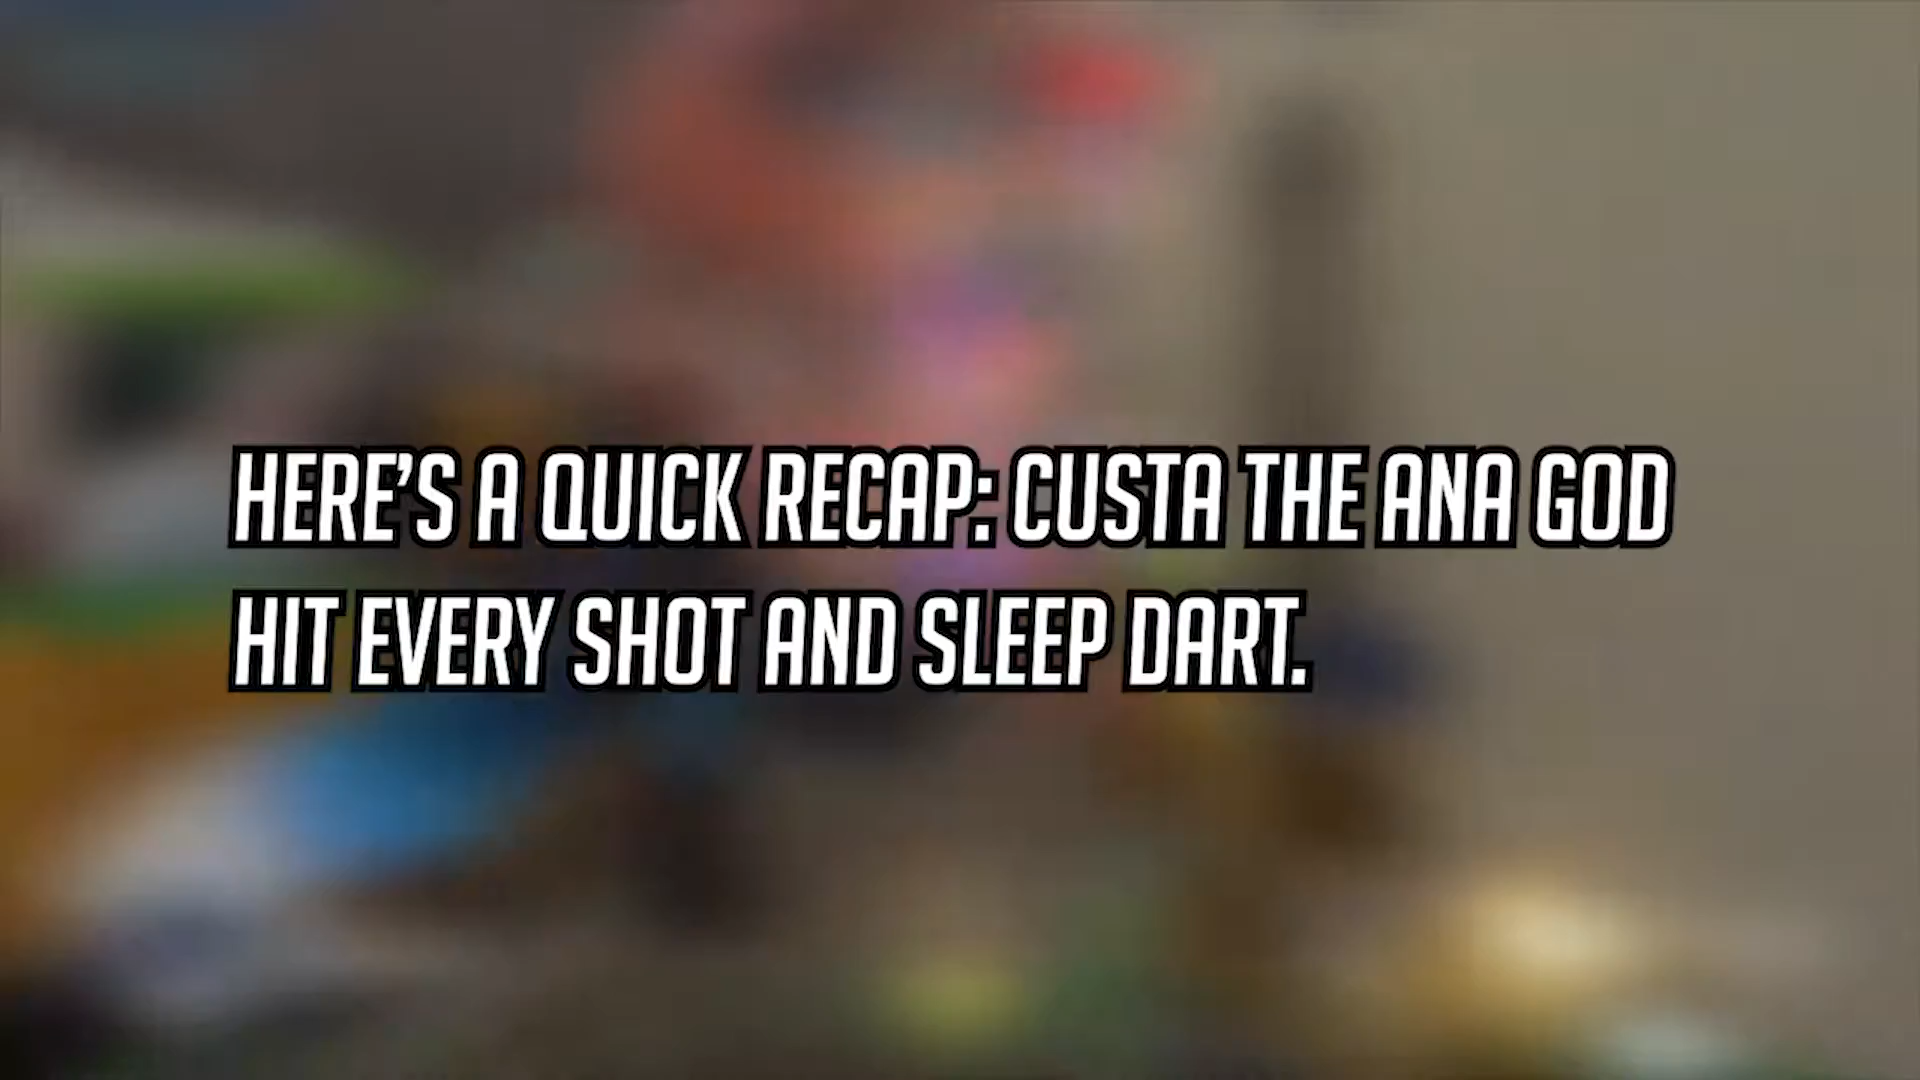 HERE’S A QUICK RECAP: CUSTA THE ANA GOD
HIT EVERY SHOT AND SLEEP DART.